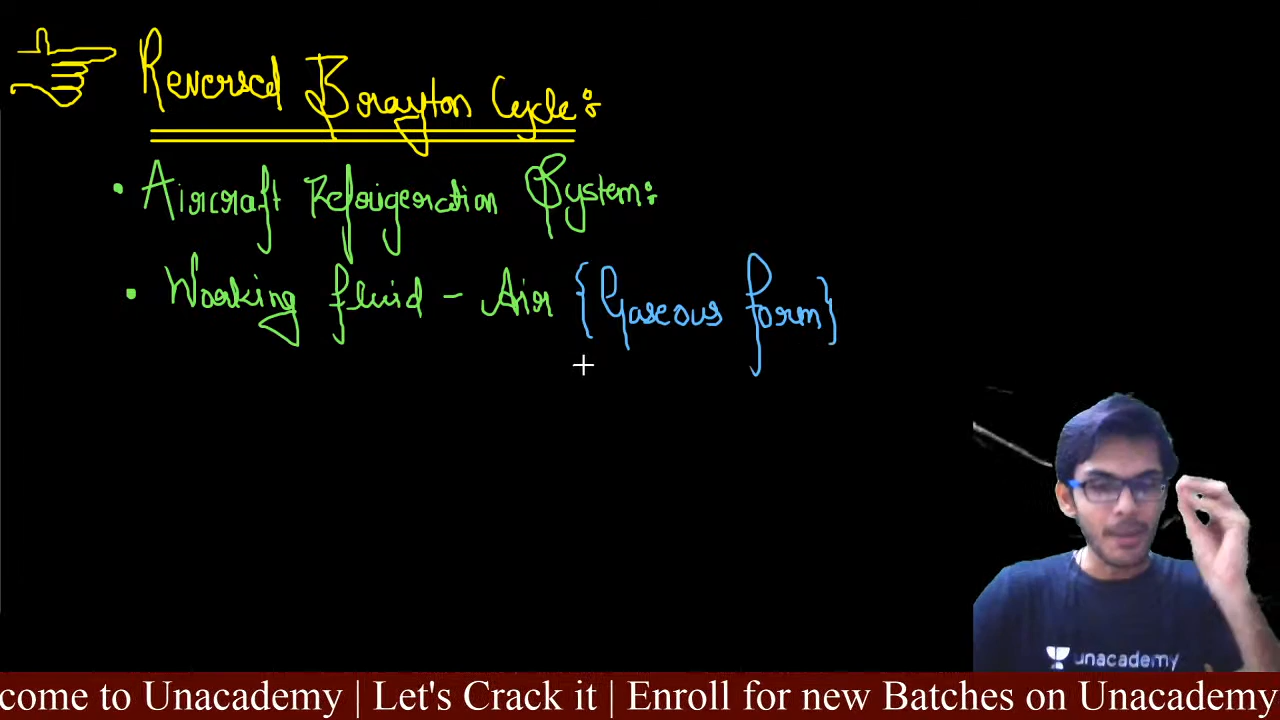 Reversed Brayton Cycle:
• Aircraft Refrigeration System:
• Working fluid - Air {Gaseous form}
unacademy
come to Unacademy | Let's Crack it | Enroll for new Batches on Unacademy